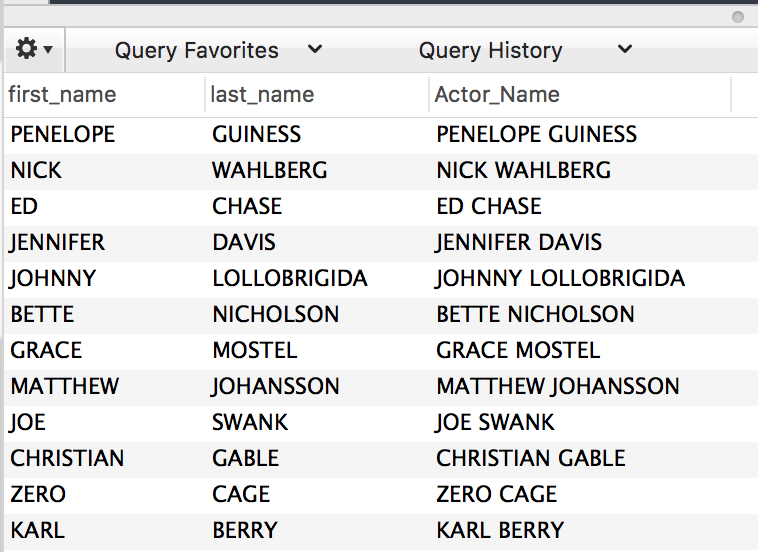 Query Favorites Query History
first_name last_name Actor_Name
PENELOPE GUINESS PENELOPE GUINESS
NICK WAHLBERG NICK WAHLBERG
ED CHASE ED CHASE
JENNIFER DAVIS JENNIFER DAVIS
JOHNNY LOLLOBRIGIDA JOHNNY LOLLOBRIGIDA
BETTE NICHOLSON BETTE NICHOLSON
GRACE MOSTEL GRACE MOSTEL
MATTHEW JOHANSSON MATTHEW JOHANSSON
JOE SWANK JOE SWANK
CHRISTIAN GABLE CHRISTIAN GABLE
ZERO CAGE ZERO CAGE
KARL BERRY KARL BERRY